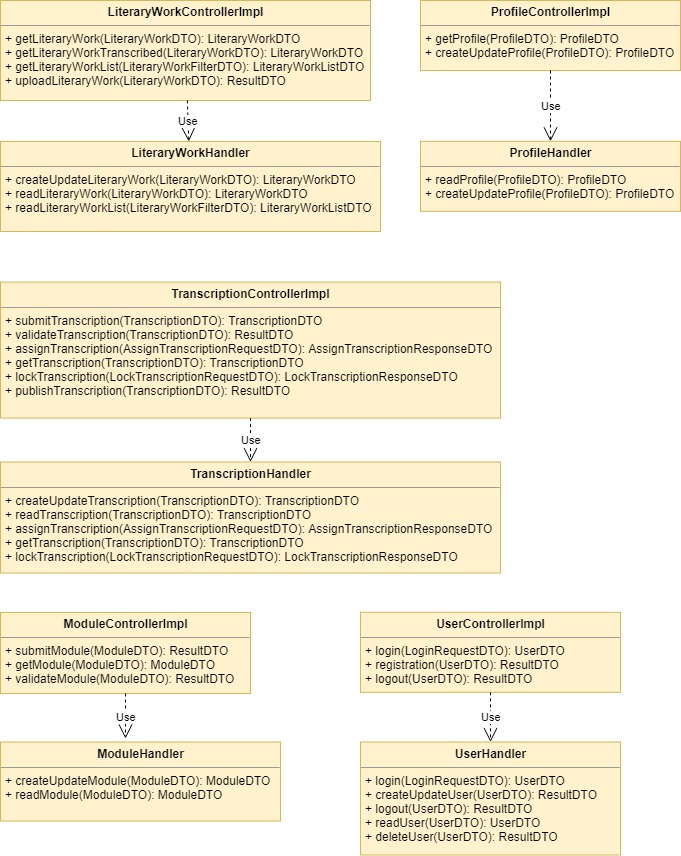 LiteraryWorkControllerImpl
+ getLiteraryWork(LiteraryWorkDTO): LiteraryWorkDTO
+ getLiteraryWorkTranscribed(LiteraryWorkDTO): LiteraryWorkDTO
+ getLiteraryWorkList(LiteraryWorkFilterDTO): LiteraryWorkListDTO
+ uploadLiteraryWork(LiteraryWorkDTO): ResultDTO
Use
LiteraryWorkHandler
+ createUpdateLiteraryWork(LiteraryWorkDTO): LiteraryWorkDTO
+ readLiteraryWork(LiteraryWorkDTO): LiteraryWorkDTO
+ readLiteraryWorkList(LiteraryWorkFilterDTO): LiteraryWorkListDTO
ProfileControllerImpl
+ getProfile(ProfileDTO): ProfileDTO
+ createUpdateProfile(ProfileDTO): ProfileDTO
Use
ProfileHandler
+ readProfile(ProfileDTO): ProfileDTO
+ createUpdateProfile(ProfileDTO): ProfileDTO
TranscriptionControllerImpl
+ submitTranscription(TranscriptionDTO): TranscriptionDTO
+ validateTranscription(TranscriptionDTO): ResultDTO
+ assignTranscription(AssignTranscriptionRequestDTO): AssignTranscriptionResponseDTO
+ getTranscription(TranscriptionDTO): TranscriptionDTO
+ lockTranscription(LockTranscriptionRequestDTO): LockTranscriptionResponseDTO
+ publishTranscription(TranscriptionDTO): ResultDTO
Use
TranscriptionHandler
+ createUpdateTranscription(TranscriptionDTO): TranscriptionDTO
+ readTranscription(TranscriptionDTO): TranscriptionDTO
+ assignTranscription(AssignTranscriptionRequestDTO): AssignTranscriptionResponseDTO
+ getTranscription(TranscriptionDTO): TranscriptionDTO
+ lockTranscription(LockTranscriptionRequestDTO): LockTranscriptionResponseDTO
ModuleControllerImpl
+ submitModule(ModuleDTO): ResultDTO
+ getModule(ModuleDTO): ModuleDTO
+ validateModule(ModuleDTO): ResultDTO
Use
ModuleHandler
+ createUpdateModule(ModuleDTO): ModuleDTO
+ readModule(ModuleDTO): ModuleDTO
UserControllerImpl
+ login(LoginRequestDTO): UserDTO
+ registration(UserDTO): ResultDTO
+ logout(UserDTO): ResultDTO
Use
UserHandler
+ login(LoginRequestDTO): UserDTO
+ createUpdateUser(UserDTO): ResultDTO
+ logout(UserDTO): ResultDTO
+ readUser(UserDTO): UserDTO
+ deleteUser(UserDTO): ResultDTO